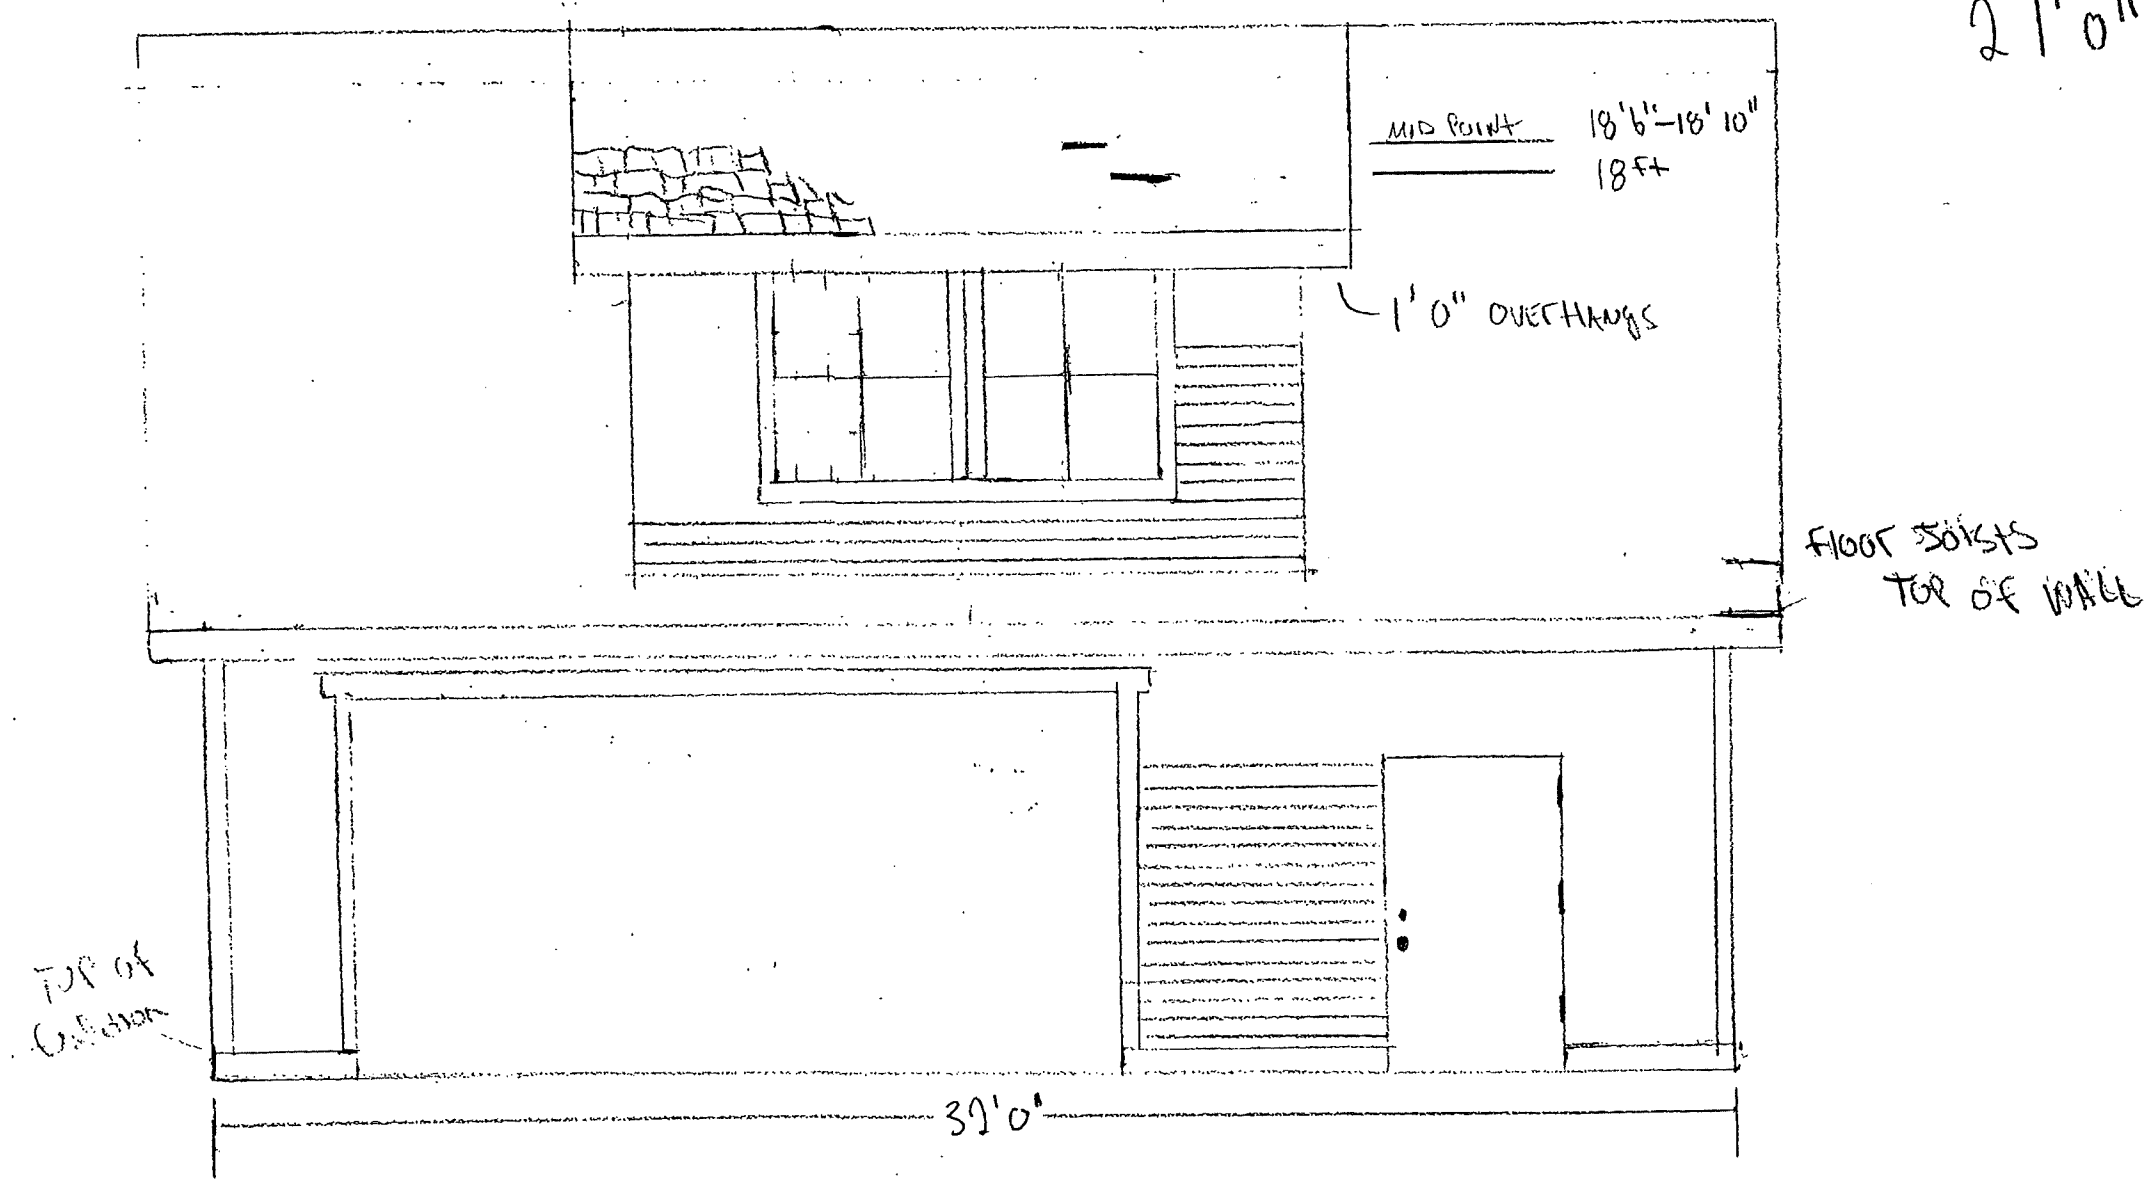 21'0"
MID POINT 18'6"-18' 10"
18ft
1'0" OVERHANGS
floor Joists
TOP OF WALL
TOP of
32'0"